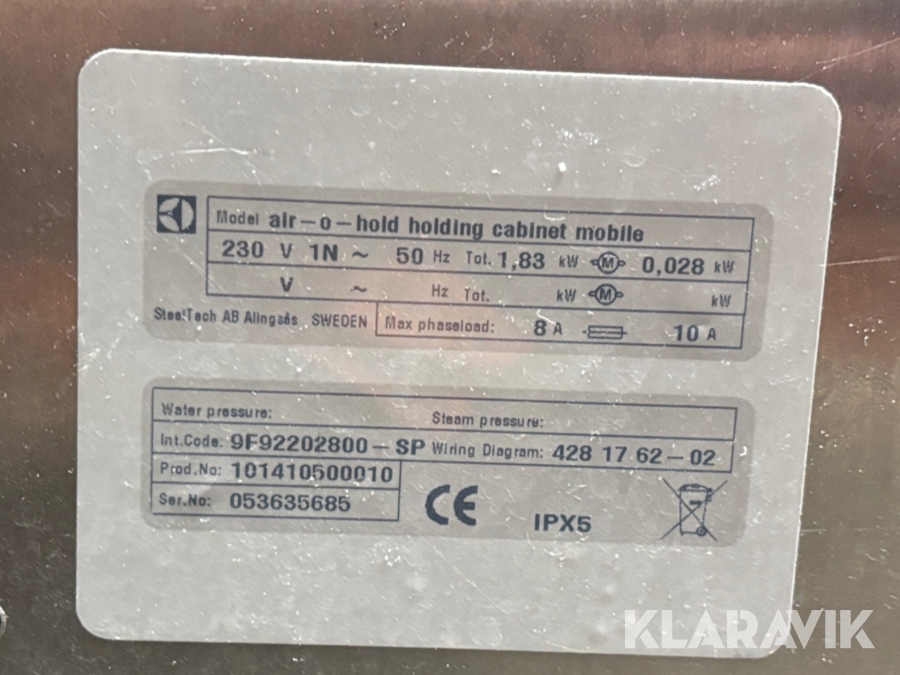 Model air-o-hold holding cabinet mobile
230 V 1N ~ 50 Hz Tot. 1,83 kW M 0,028 kW
V ~ Hz Tot. kW M kW
SteelTech AB Alingsås SWEDEN Max phaseload: 8 A 10 A
Water pressure: Steam pressure:
Int.Code: 9F92202800-SP Wiring Diagram: 428 17 62-02
Prod.No: 101410500010
Ser.No: 053635685
CE IPX5
KLARAVIK